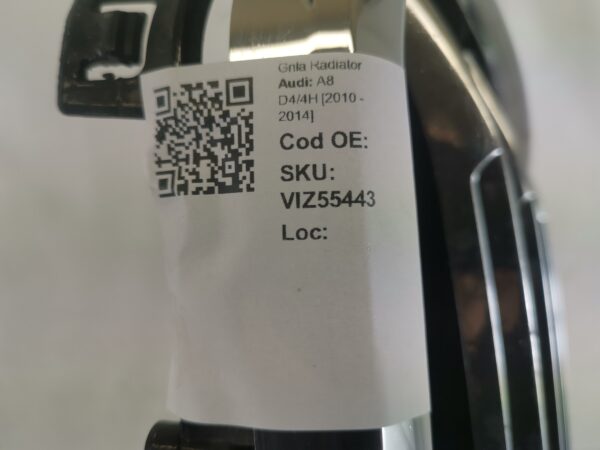 Grila Radiator
Audi: A8
D4/4H [2010 -
2014]
Cod OE:
SKU:
VIZ55443
Loc: